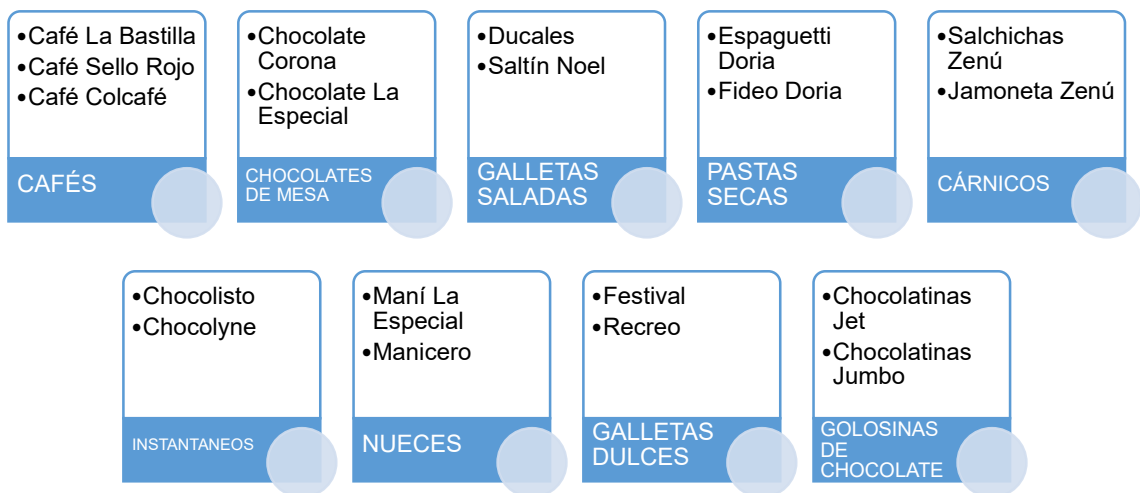 •Café La Bastilla
•Café Sello Rojo
•Café Colcafé
CAFÉS
•Chocolate
Corona
•Chocolate La
Especial
CHOCOLATES
DE MESA
•Ducales
•Saltín Noel
GALLETAS
SALADAS
•Espaguetti
Doria
•Fideo Doria
PASTAS
SECAS
•Salchichas
Zenú
•Jamoneta Zenú
CÁRNICOS
•Chocolisto
•Chocolyne
INSTANTANEOS
•Maní La
Especial
•Manicero
NUECES
•Festival
•Recreo
GALLETAS
DULCES
•Chocolatinas
Jet
•Chocolatinas
Jumbo
GOLOSINAS
DE
CHOCOLATE